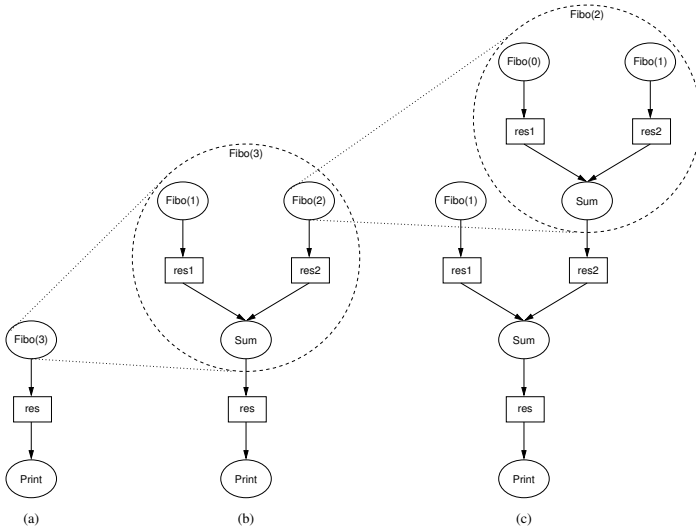 Fibo(2)
Fibo(0) Fibo(1)
res1 res2
Fibo(3)
Fibo(1) Fibo(2) Fibo(1) Sum
res1 res2 res1 res2
Fibo(3) Sum Sum
res res res
Print Print Print
(a) (b) (c)